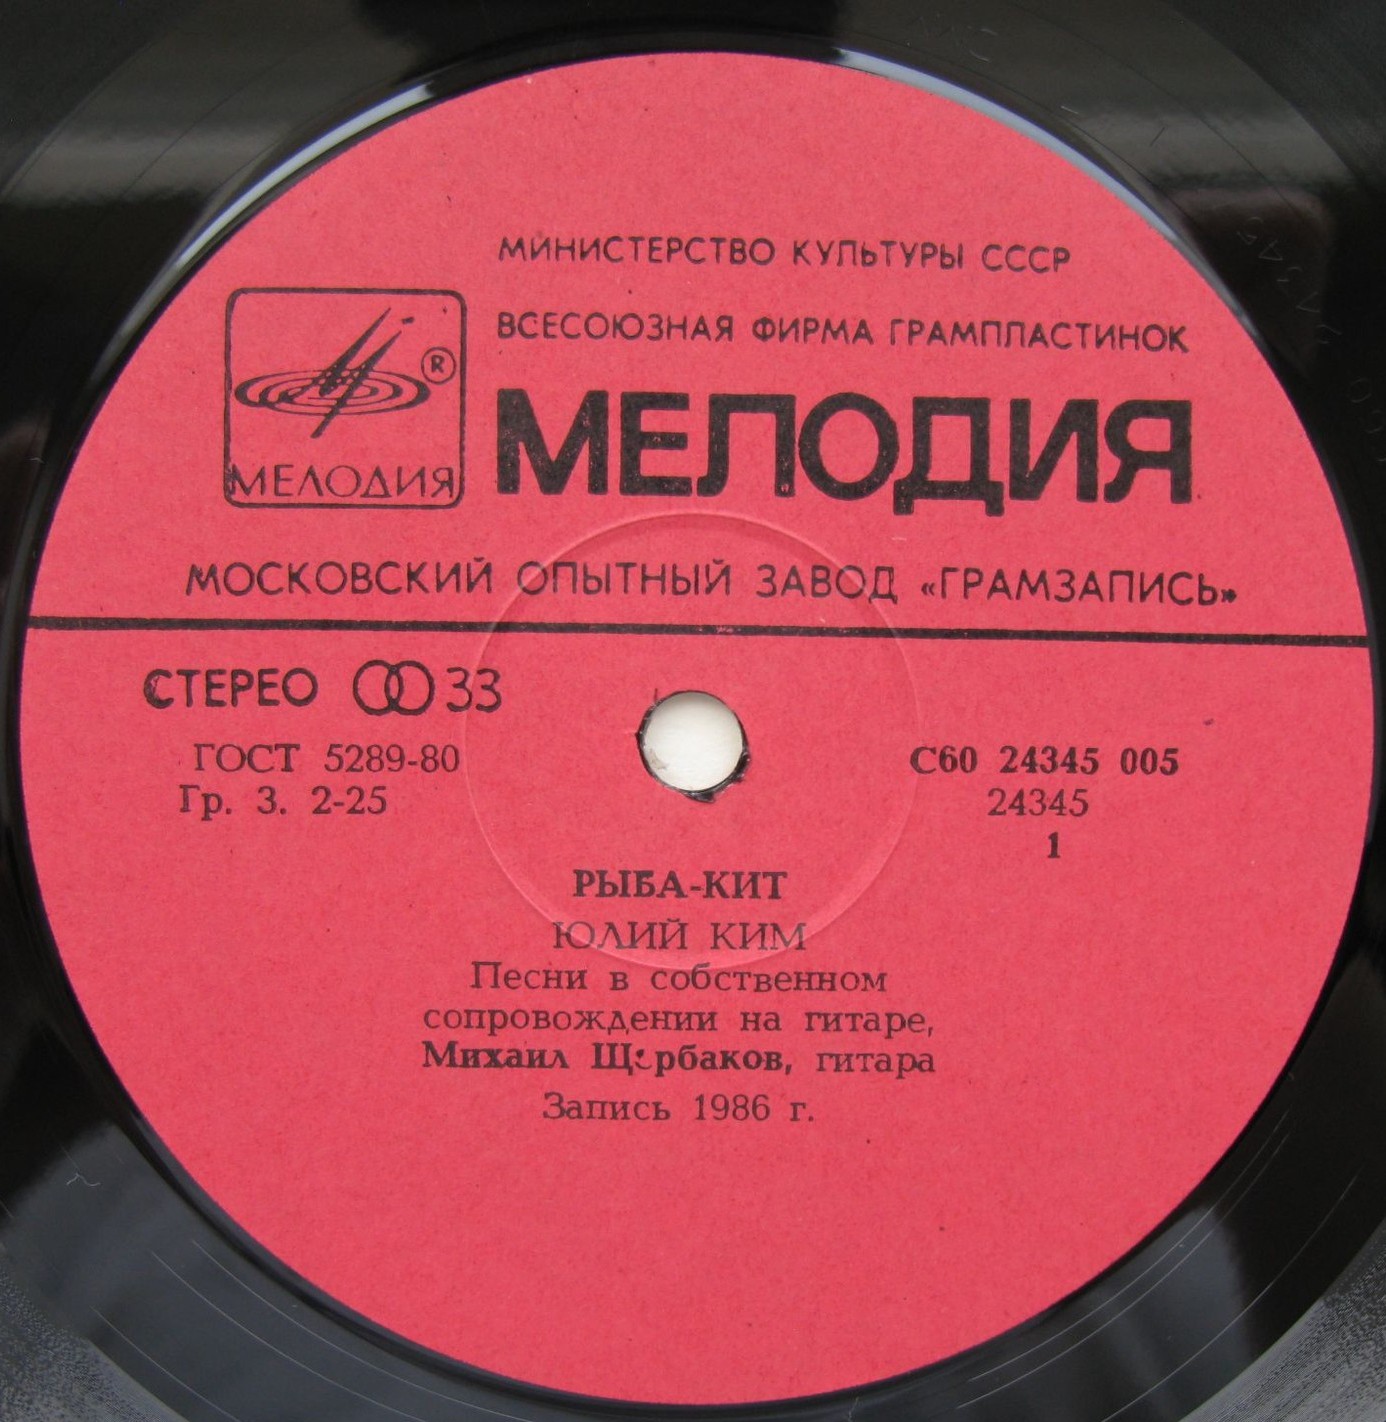 МИНИСТЕРСТВО КУЛЬТУРЫ СССР
ВСЕСОЮЗНАЯ ФИРМА ГРАМПЛАСТИНОК
МЕЛОДИЯ
®
МЕЛОДИЯ
МОСКОВСКИЙ ОПЫТНЫЙ ЗАВОД «ГРАМЗАПИСЬ»
СТЕРЕО 33
ГОСТ 5289-80
Гр. 3. 2-25
С60 24345 005
24345
1
РЫБА-КИТ
ЮЛИЙ КИМ
Песни в собственном
сопровождении на гитаре,
Михаил Щербаков, гитара
Запись 1986 г.